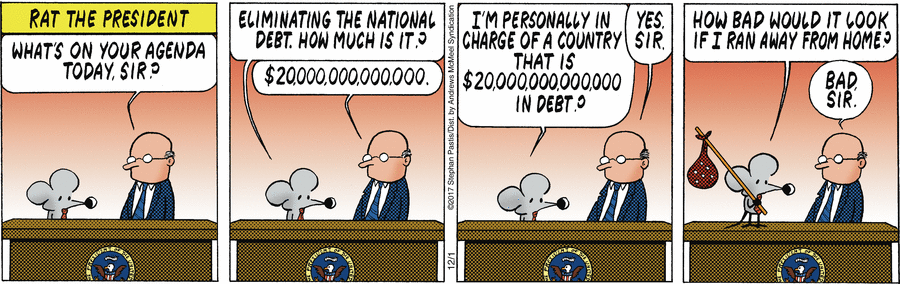 RAT THE PRESIDENT
WHAT'S ON YOUR AGENDA
TODAY, SIR?
ELIMINATING THE NATIONAL
DEBT. HOW MUCH IS IT?
$20,000,000,000,000.
©2017 Stephan Pastis/Dist. by Andrews McMeel Syndication
12/1
I'M PERSONALLY IN
CHARGE OF A COUNTRY
THAT IS
$20,000,000,000,000
IN DEBT?
YES,
SIR.
HOW BAD WOULD IT LOOK
IF I RAN AWAY FROM HOME?
BAD,
SIR.